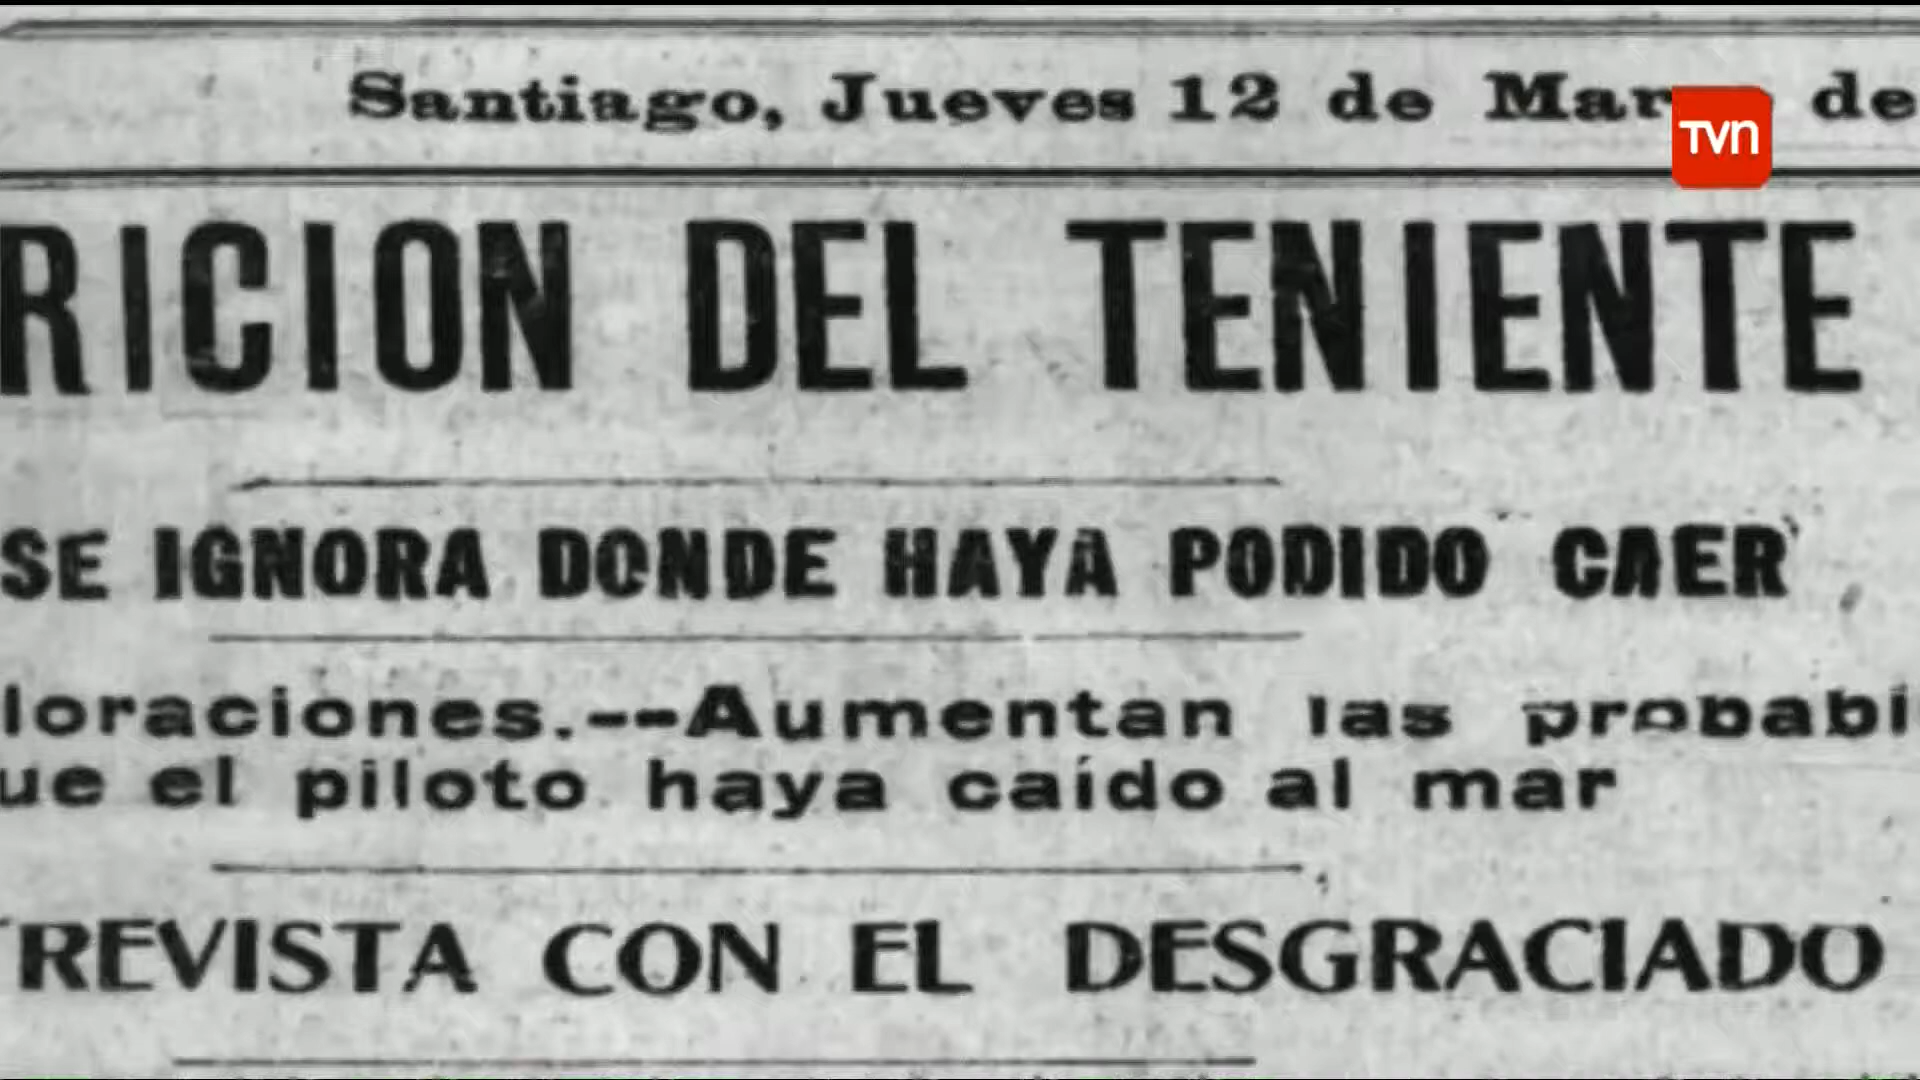 Santiago, Jueves 12 de Mar de
TVN
RICION DEL TENIENTE
SE IGNORA DONDE HAYA PODIDO CAER
loraciones.--Aumentan las probabi
ue el piloto haya caído al mar
TREVISTA CON EL DESGRACIADO